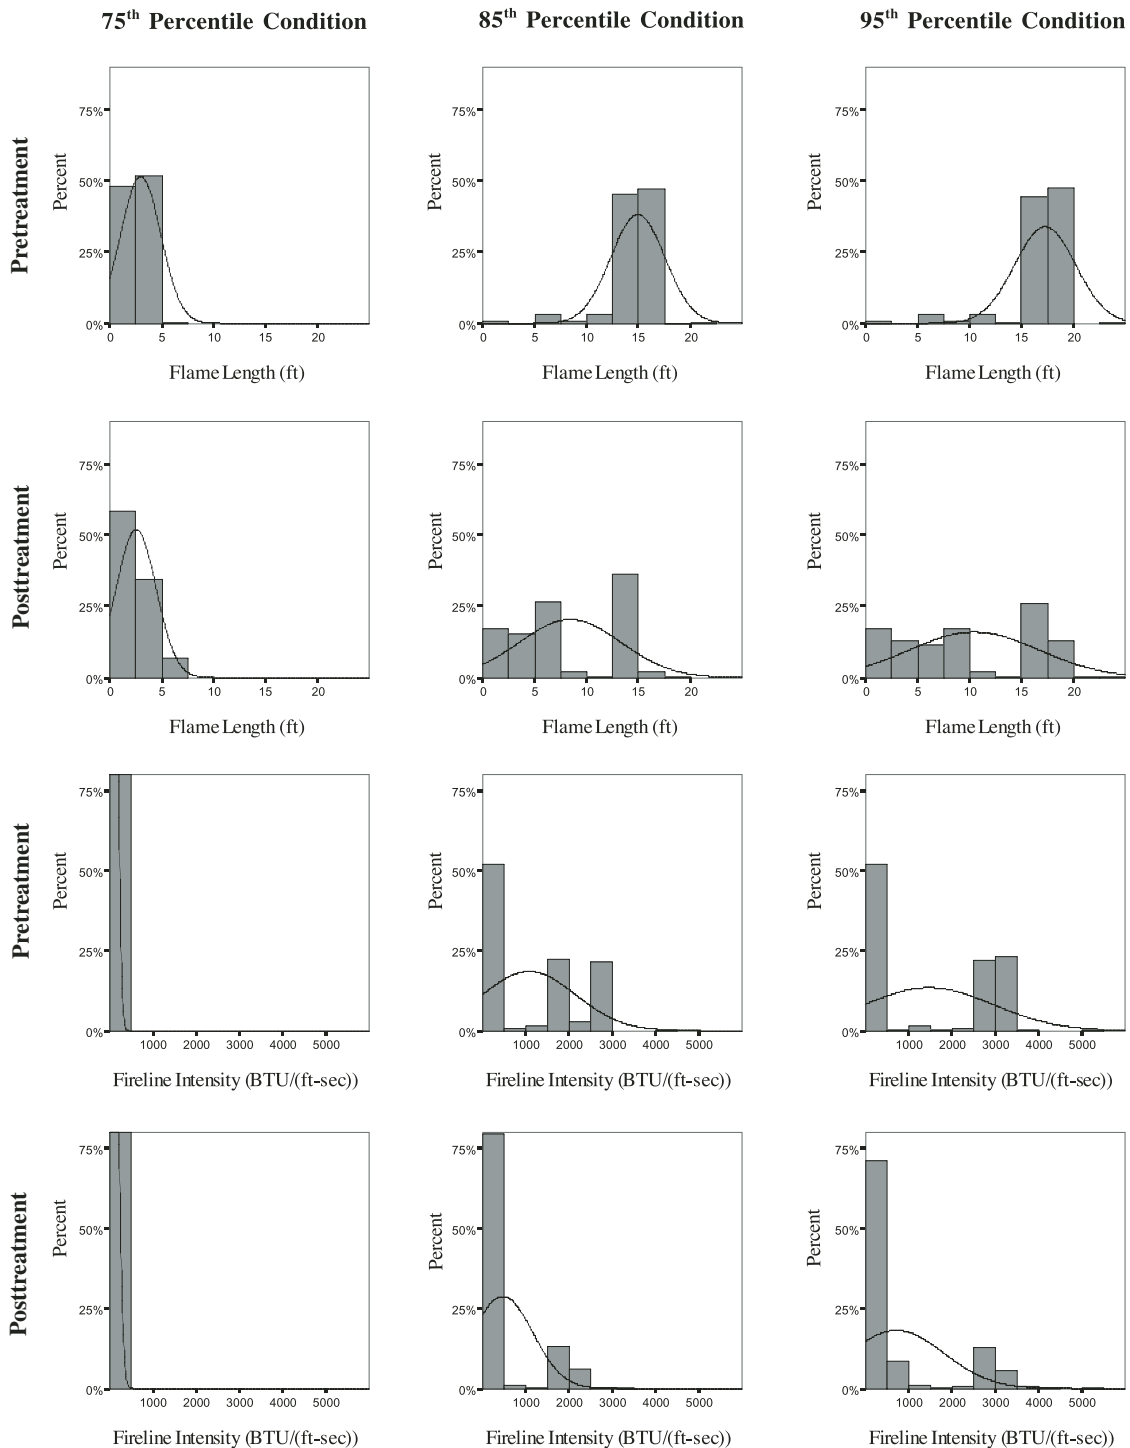 75th Percentile Condition 85th Percentile Condition 95th Percentile Condition
Pretreatment
Percent Percent Percent
75% 75% 75%
50% 50% 50%
25% 25% 25%
0% 0% 0%
0 5 10 15 20 0 5 10 15 20 0 5 10 15 20
Flame Length (ft) Flame Length (ft) Flame Length (ft)
Posttreatment
Percent Percent Percent
75% 75% 75%
50% 50% 50%
25% 25% 25%
0% 0% 0%
0 5 10 15 20 0 5 10 15 20 0 5 10 15 20
Flame Length (ft) Flame Length (ft) Flame Length (ft)
Pretreatment
Percent Percent Percent
75% 75% 75%
50% 50% 50%
25% 25% 25%
0% 0% 0%
1000 2000 3000 4000 5000 1000 2000 3000 4000 5000 1000 2000 3000 4000 5000
Fireline Intensity (BTU/(ft-sec)) Fireline Intensity (BTU/(ft-sec)) Fireline Intensity (BTU/(ft-sec))
Posttreatment
Percent Percent Percent
75% 75% 75%
50% 50% 50%
25% 25% 25%
0% 0% 0%
1000 2000 3000 4000 5000 1000 2000 3000 4000 5000 1000 2000 3000 4000 5000
Fireline Intensity (BTU/(ft-sec)) Fireline Intensity (BTU/(ft-sec)) Fireline Intensity (BTU/(ft-sec))